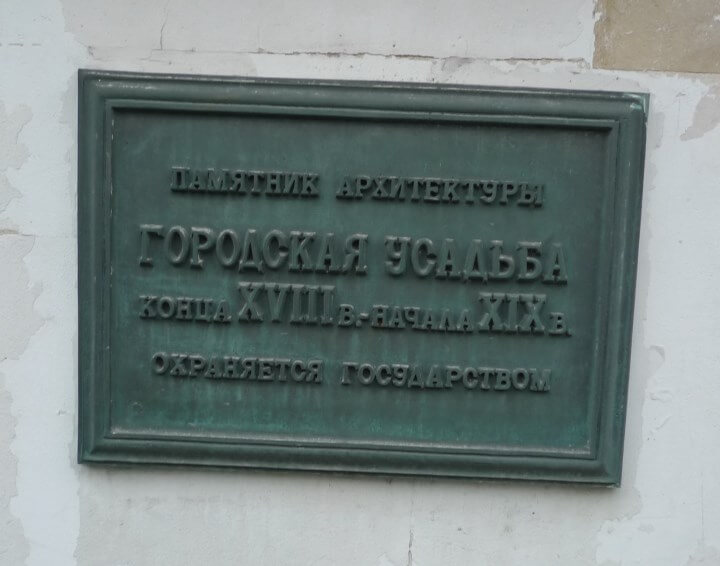 ПАМЯТНИК АРХИТЕКТУРЫ
ГОРОДСКАЯ УСАДЬБА
КОНЦА XVIII В.-НАЧАЛА XIX В.
ОХРАНЯЕТСЯ ГОСУДАРСТВОМ